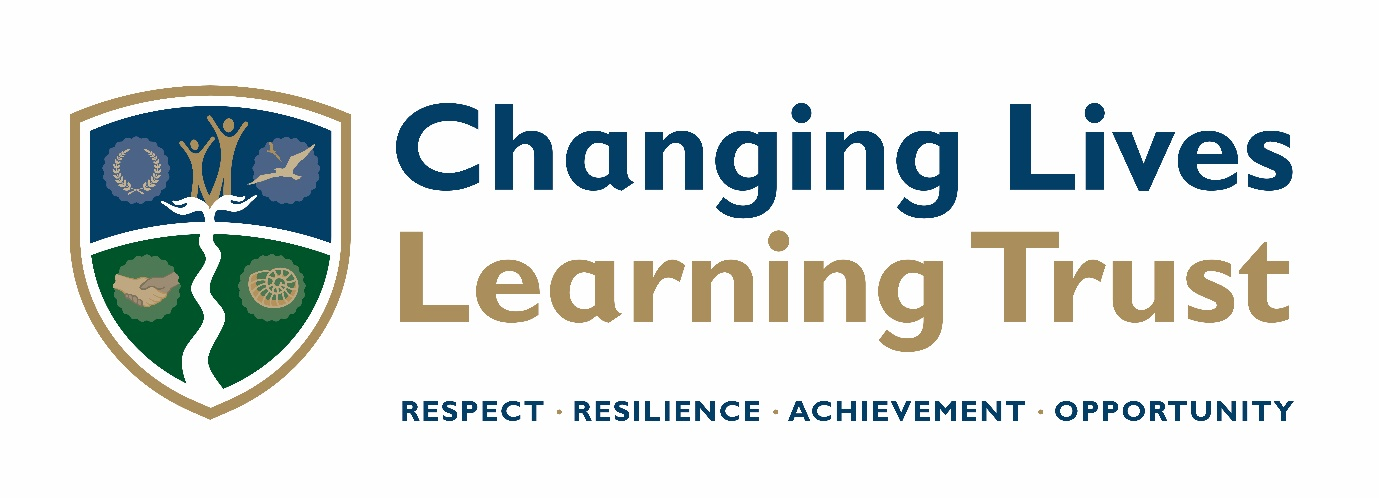 Changing Lives
Learning Trust
RESPECT · RESILIENCE · ACHIEVEMENT · OPPORTUNITY